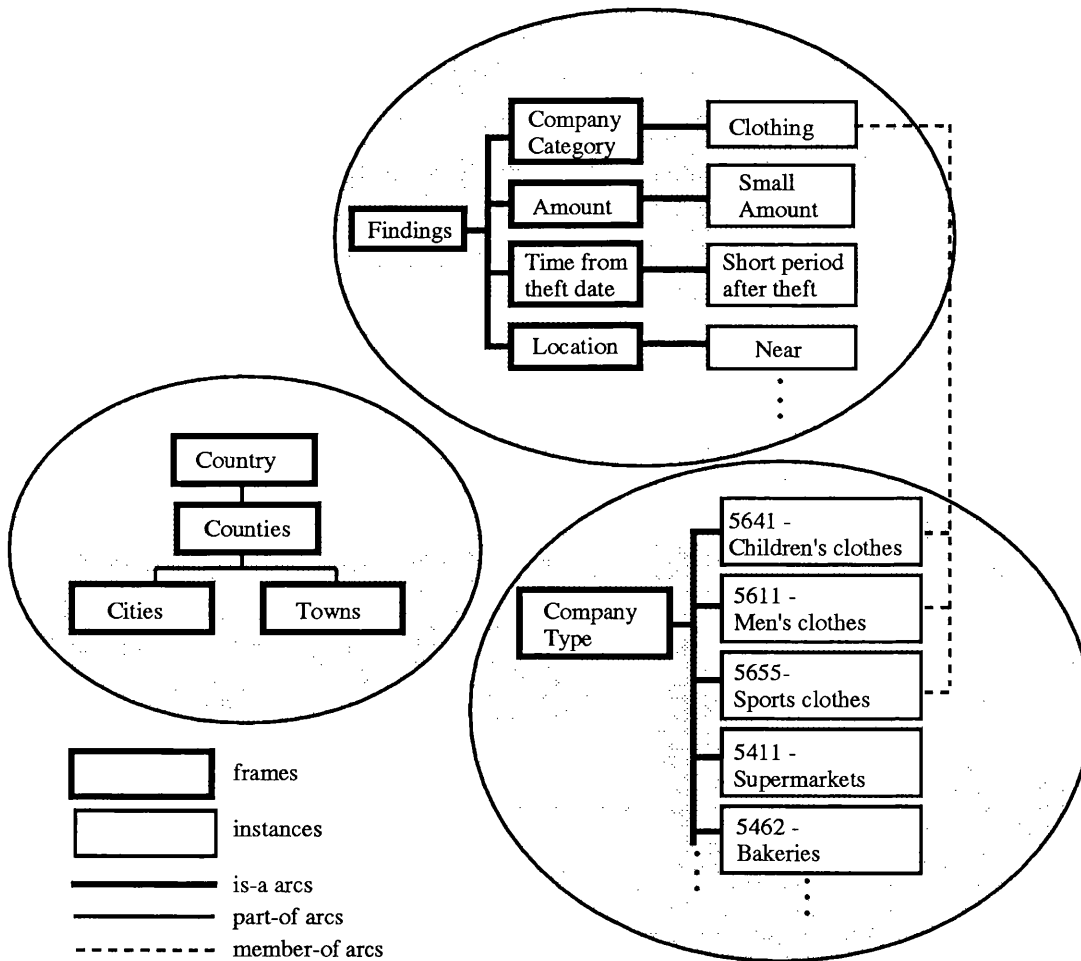 Company
Category
Clothing
Findings
Amount
Small
Amount
Time from
theft date
Short period
after theft
Location
Near
Country
Counties
Cities
Towns
Company
Type
5641 -
Children's clothes
5611 -
Men's clothes
5655-
Sports clothes
5411 -
Supermarkets
5462 -
Bakeries
frames
instances
is-a arcs
part-of arcs
member-of arcs